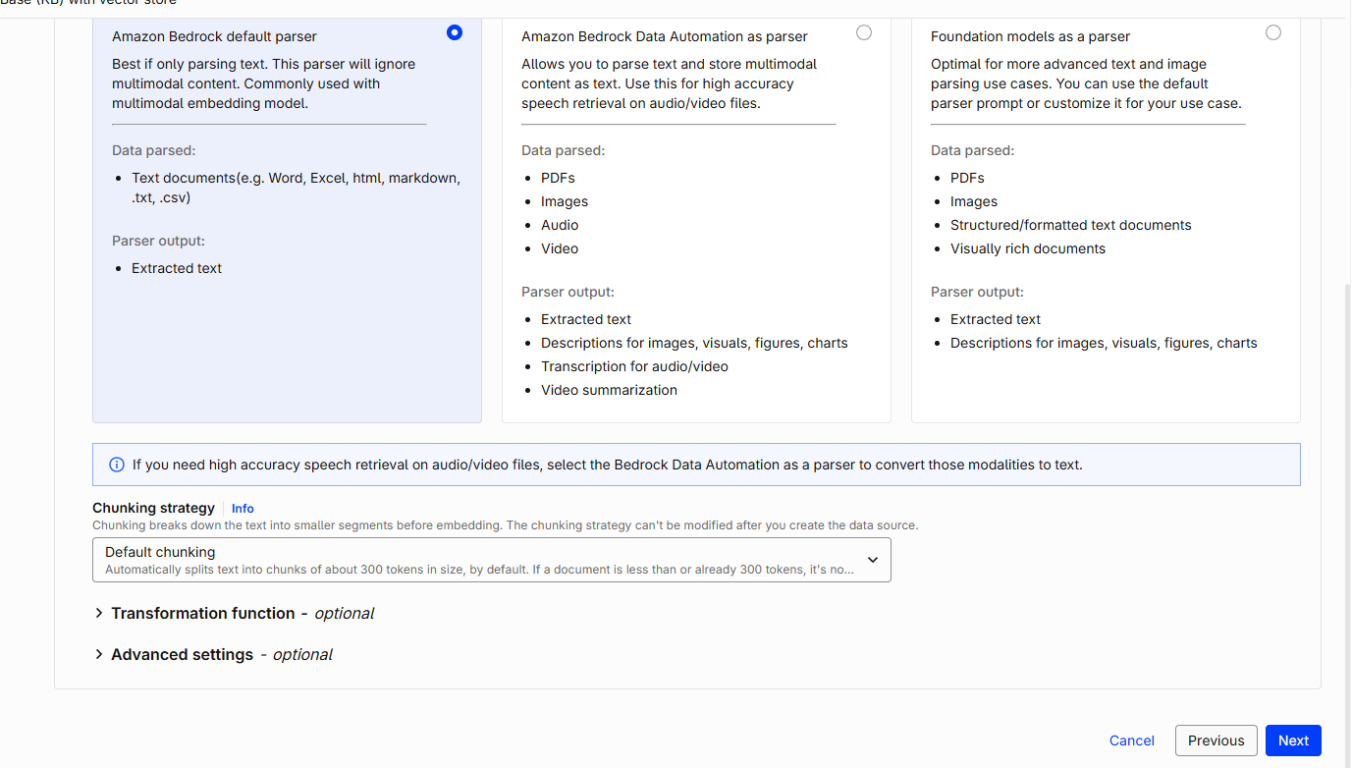 Base (KB) with vector store
Amazon Bedrock default parser
Best if only parsing text. This parser will ignore
multimodal content. Commonly used with
multimodal embedding model.
Data parsed:
Text documents(e.g. Word, Excel, html, markdown,
.txt, .csv)
Parser output:
Extracted text
Amazon Bedrock Data Automation as parser
Allows you to parse text and store multimodal
content as text. Use this for high accuracy
speech retrieval on audio/video files.
Data parsed:
PDFs
Images
Audio
Video
Parser output:
Extracted text
Descriptions for images, visuals, figures, charts
Transcription for audio/video
Video summarization
Foundation models as a parser
Optimal for more advanced text and image
parsing use cases. You can use the default
parser prompt or customize it for your use case.
Data parsed:
PDFs
Images
Structured/formatted text documents
Visually rich documents
Parser output:
Extracted text
Descriptions for images, visuals, figures, charts
If you need high accuracy speech retrieval on audio/video files, select the Bedrock Data Automation as a parser to convert those modalities to text.
Chunking strategy Info
Chunking breaks down the text into smaller segments before embedding. The chunking strategy can't be modified after you create the data source.
Default chunking
Automatically splits text into chunks of about 300 tokens in size, by default. If a document is less than or already 300 tokens, it's no...
Transformation function - optional
Advanced settings - optional
Cancel
Previous
Next